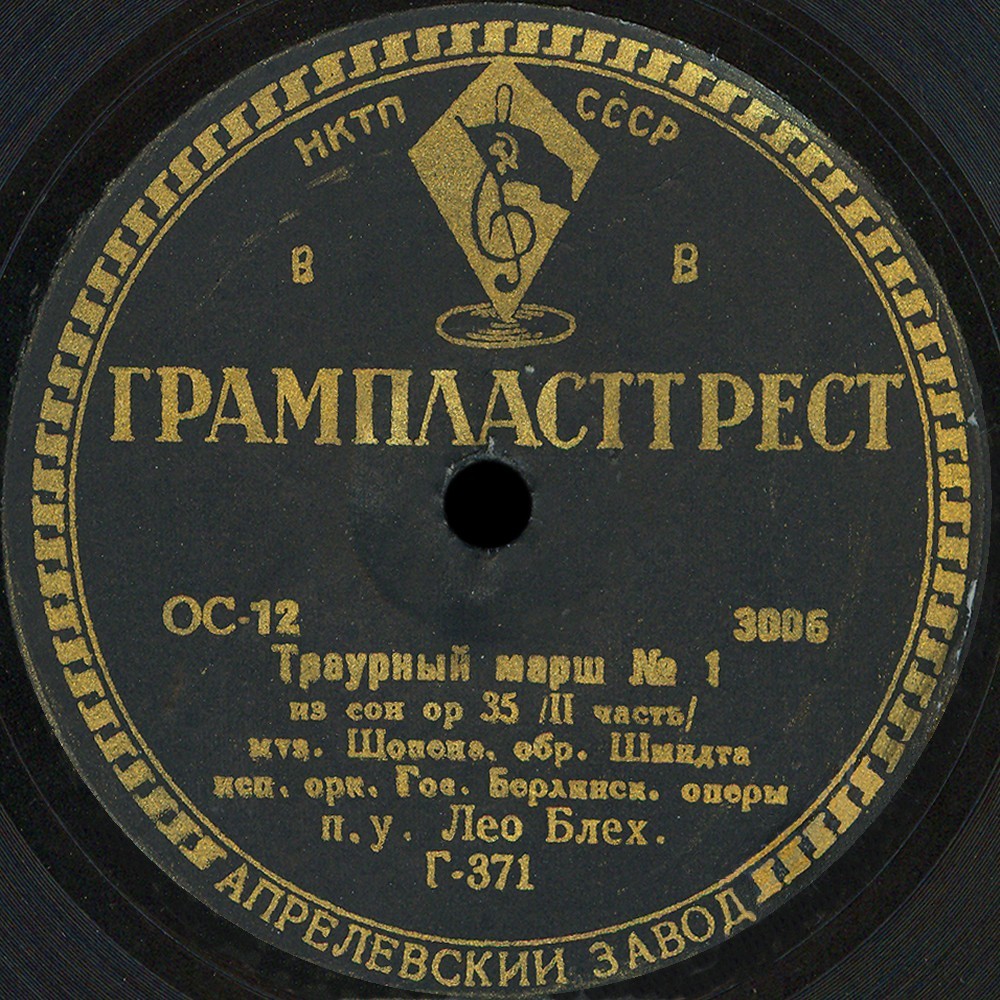 НКТП СССР
В В
ГРАМПЛАСТТРЕСТ
ОС-12 3006
Траурный марш № 1
из сон ор 35 /II часть/
муз. Шопена. обр. Шмидта
исп. орк. Гос. Берлинск. оперы
п.у. Лео Блех.
Г-371
АПРЕЛЕВСКИЙ ЗАВОД